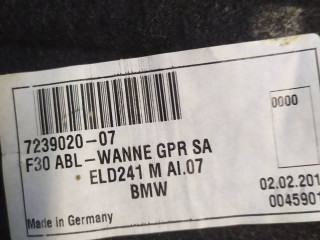 0000
7239020-07
F30 ABL-WANNE GPR SA
ELD241 M AI.07
BMW
02.02.201
Made in Germany
0045901